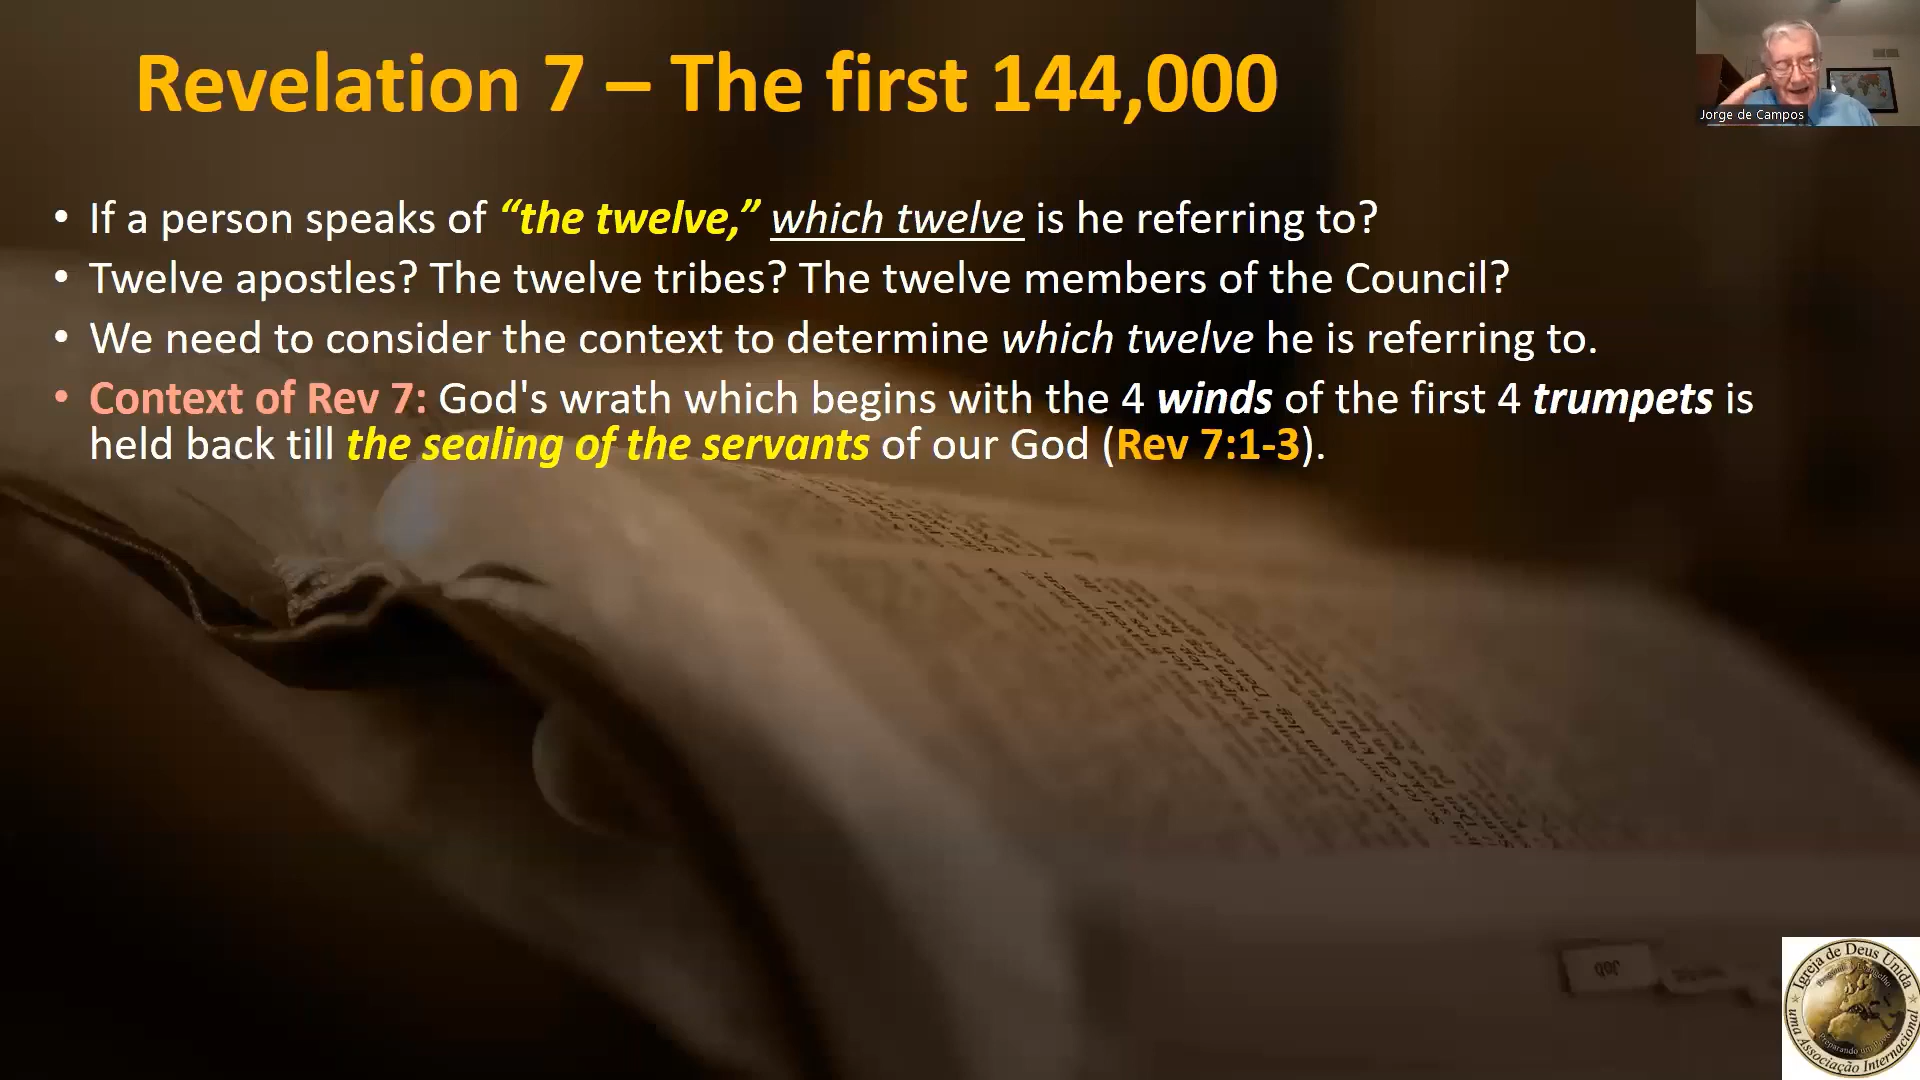 Revelation 7 – The first 144,000
Jorge de Campos
• If a person speaks of “the twelve,” which twelve is he referring to?
• Twelve apostles? The twelve tribes? The twelve members of the Council?
• We need to consider the context to determine which twelve he is referring to.
• Context of Rev 7: God's wrath which begins with the 4 winds of the first 4 trumpets is
held back till the sealing of the servants of our God (Rev 7:1-3).
Job
Igreja de Deus Unida
uma Associação Internacional